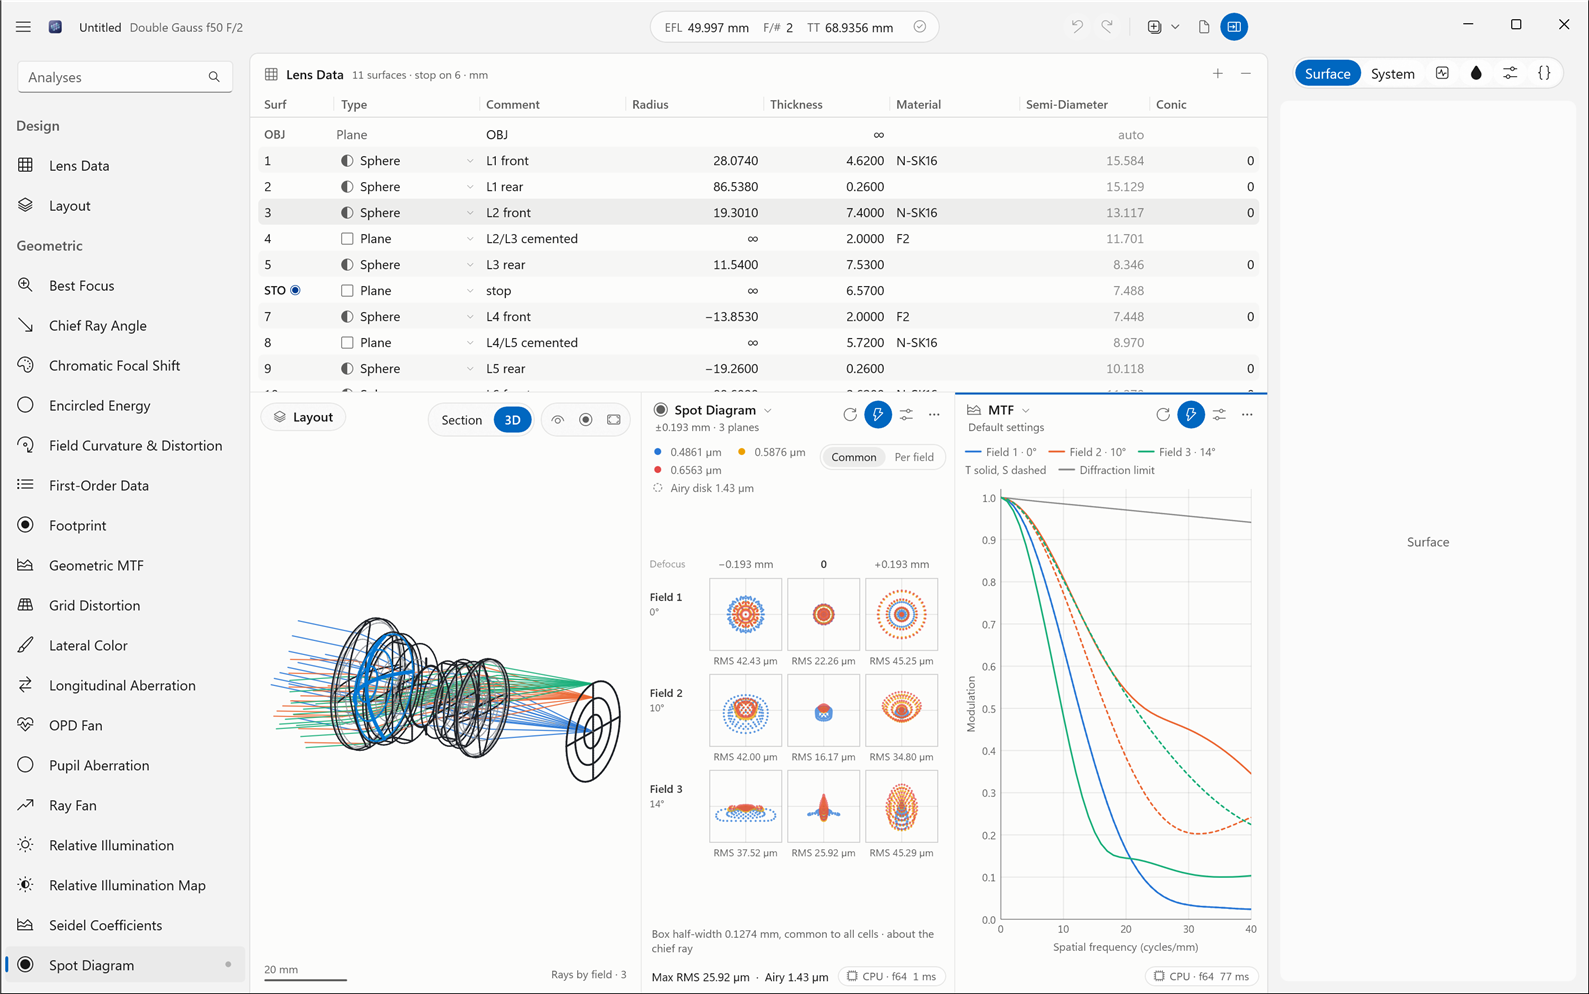 Untitled Double Gauss f50 F/2
EFL 49.997 mm F/# 2 TT 68.9356 mm
Analyses
Design
Lens Data
Layout
Geometric
Best Focus
Chief Ray Angle
Chromatic Focal Shift
Encircled Energy
Field Curvature & Distortion
First-Order Data
Footprint
Geometric MTF
Grid Distortion
Lateral Color
Longitudinal Aberration
OPD Fan
Pupil Aberration
Ray Fan
Relative Illumination
Relative Illumination Map
Seidel Coefficients
Spot Diagram
Lens Data 11 surfaces · stop on 6 · mm
Surf Type Comment Radius Thickness Material Semi-Diameter Conic
OBJ Plane OBJ ∞ auto
1 Sphere L1 front 28.0740 4.6200 N-SK16 15.584 0
2 Sphere L1 rear 86.5380 0.2600 15.129 0
3 Sphere L2 front 19.3010 7.4000 N-SK16 13.117 0
4 Plane L2/L3 cemented ∞ 2.0000 F2 11.701
5 Sphere L3 rear 11.5400 7.5300 8.346 0
STO Plane stop ∞ 6.5700 7.488
7 Sphere L4 front −13.8530 2.0000 F2 7.448 0
8 Plane L4/L5 cemented ∞ 5.7200 N-SK16 8.970
9 Sphere L5 rear −19.2600 0.2600 10.118 0
Layout
Section 3D
20 mm
Rays by field · 3
Spot Diagram
±0.193 mm · 3 planes
0.4861 µm 0.5876 µm
0.6563 µm
Airy disk 1.43 µm
Common Per field
Defocus −0.193 mm 0 +0.193 mm
Field 1
0°
RMS 42.43 µm RMS 22.26 µm RMS 45.25 µm
Field 2
10°
RMS 42.00 µm RMS 16.17 µm RMS 34.80 µm
Field 3
14°
RMS 37.52 µm RMS 25.92 µm RMS 45.29 µm
Box half-width 0.1274 mm, common to all cells · about the
chief ray
Max RMS 25.92 µm · Airy 1.43 µm CPU · f64 1 ms
MTF
Default settings
Field 1 · 0° Field 2 · 10° Field 3 · 14°
T solid, S dashed Diffraction limit
1.0
0.9
0.8
0.7
0.6
0.5
0.4
0.3
0.2
0.1
0.0
Modulation
0 10 20 30 40
Spatial frequency (cycles/mm)
CPU · f64 77 ms
Surface System {}
Surface